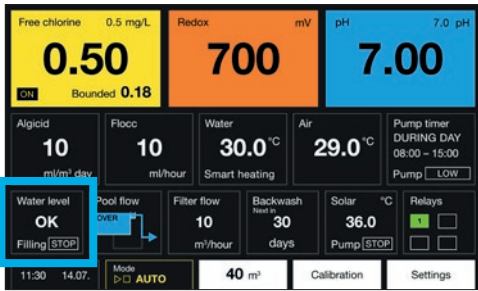 Free chlorine 0.5 mg/L
0.50
ON Bounded 0.18
Redox mV
700
pH 7.0 pH
7.00
Algicid
10
ml/m³ day
Flocc
10
ml/hour
Water
30.0°C
Smart heating
Air
29.0°C
Pump timer
DURING DAY
08:00 – 15:00
Pump LOW
Water level
OK
Filling STOP
Pool flow
OVER
Filter flow
10
m³/hour
Backwash
Next in
30
days
Solar °C
36.0
Pump STOP
Relays
1
11:30 14.07.
Mode
AUTO
40 m³
Calibration
Settings